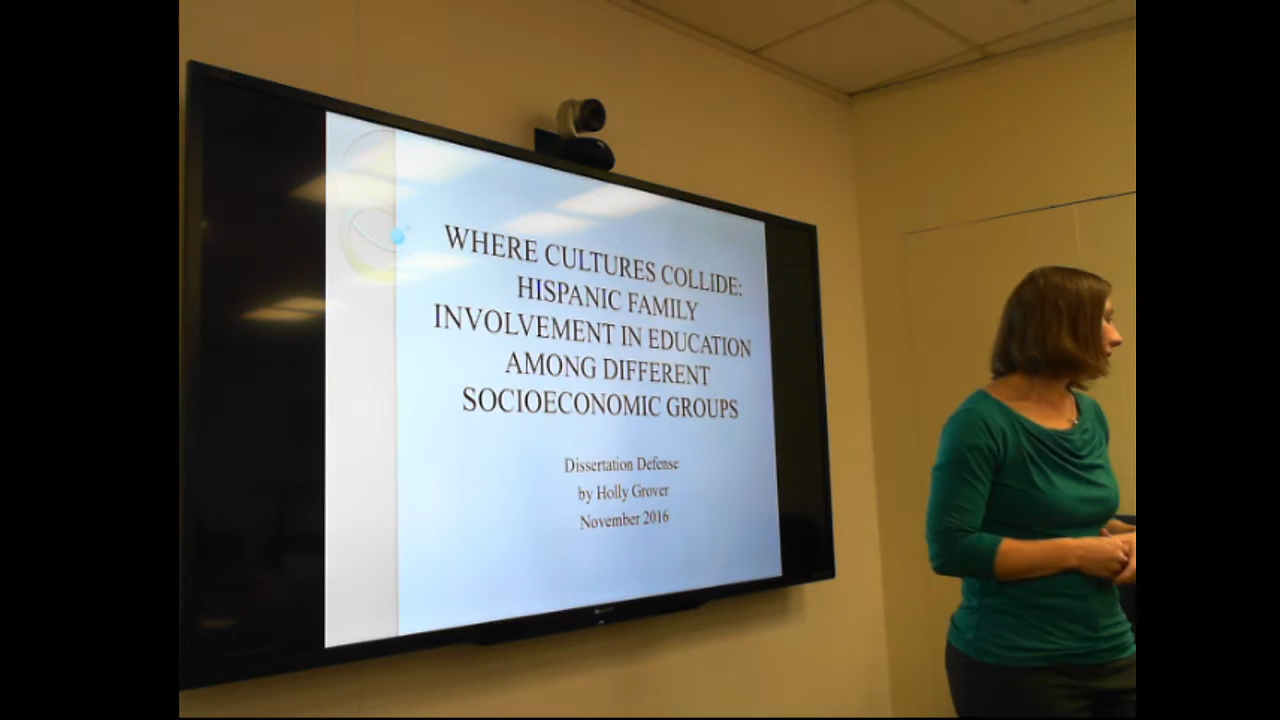 WHERE CULTURES COLLIDE:
HISPANIC FAMILY
INVOLVEMENT IN EDUCATION
AMONG DIFFERENT
SOCIOECONOMIC GROUPS
Dissertation Defense
by Holly Grover
November 2016